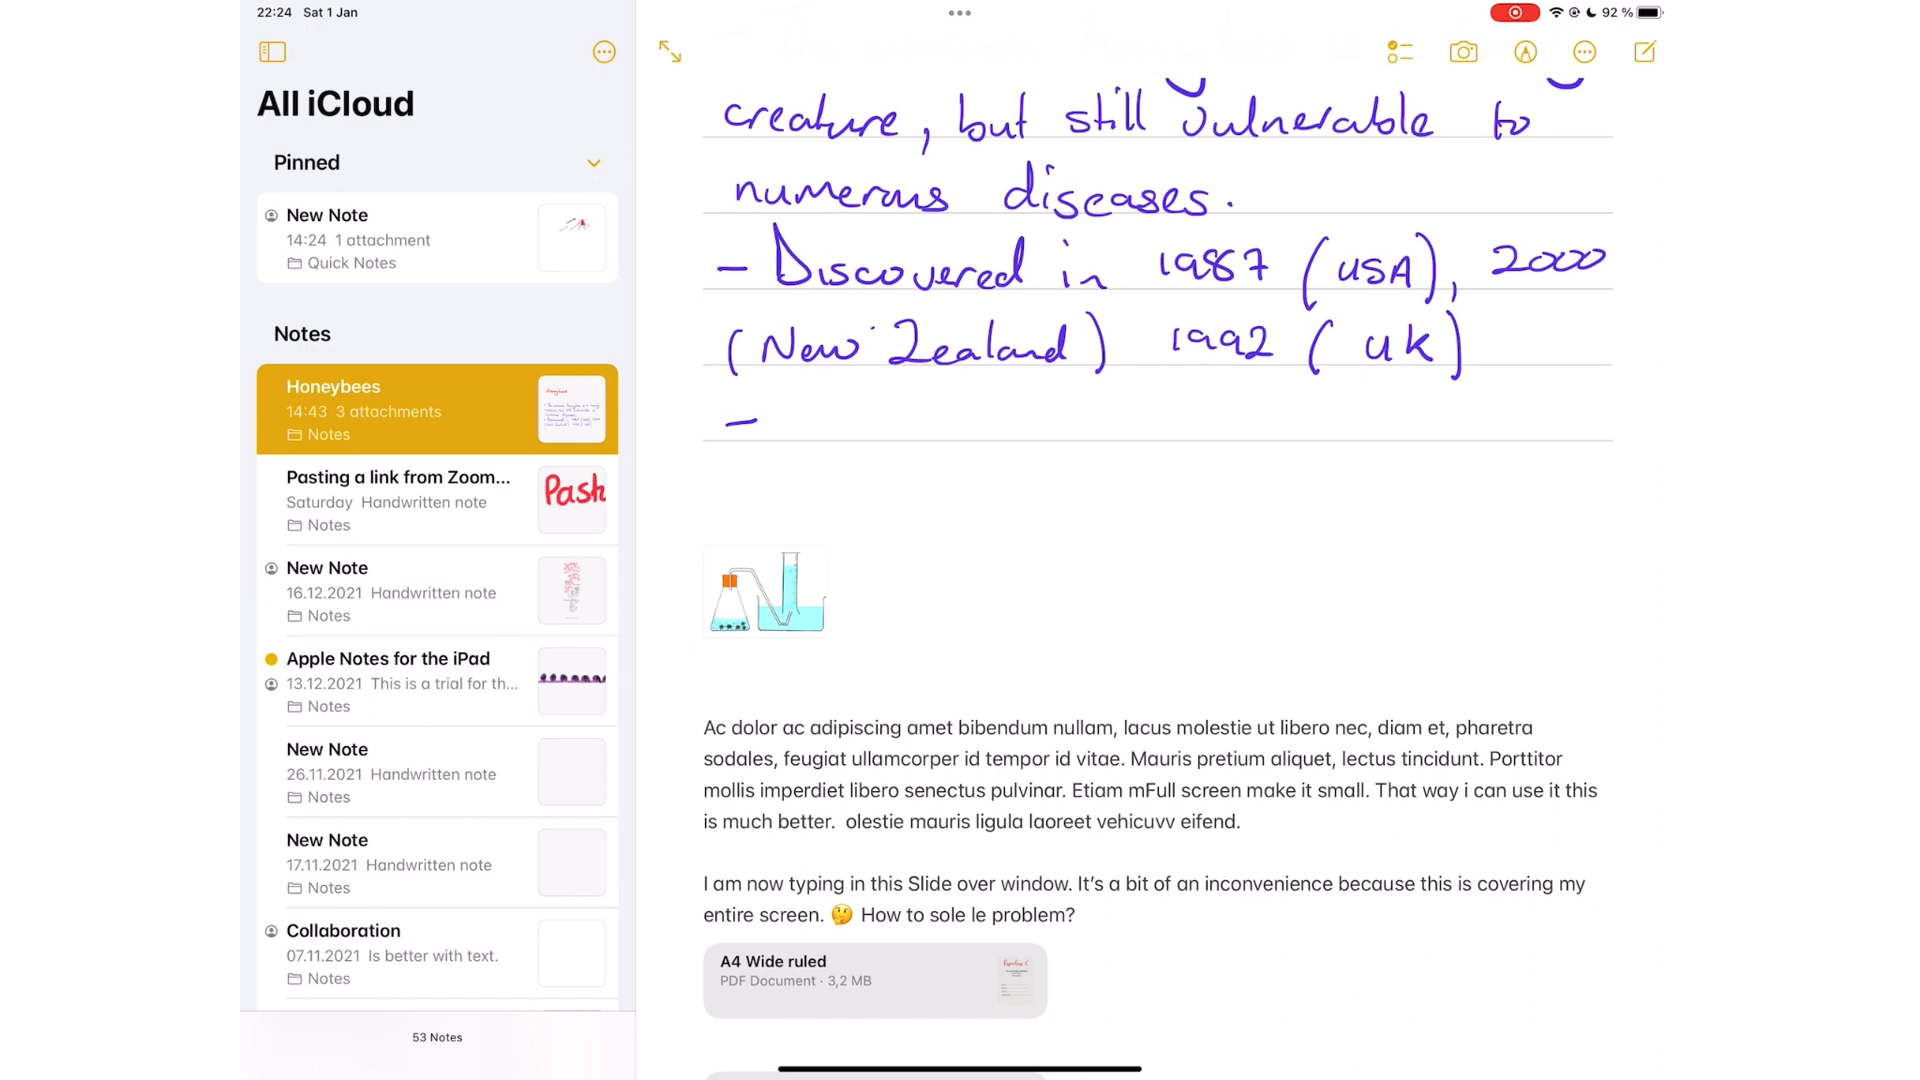 22:24 Sat 1 Jan
92 %
All iCloud
Pinned
New Note
14:24 1 attachment
Quick Notes
Notes
Honeybees
14:43 3 attachments
Notes
Pasting a link from Zoom...
Saturday Handwritten note
Notes
Past
New Note
16.12.2021 Handwritten note
Notes
Apple Notes for the iPad
13.12.2021 This is a trial for th...
Notes
New Note
26.11.2021 Handwritten note
Notes
New Note
17.11.2021 Handwritten note
Notes
Collaboration
07.11.2021 Is better with text.
Notes
53 Notes
creature, but still vulnerable to
numerous diseases.
- Discovered in 1987 (USA), 2000
(New Zealand) 1992 (UK)
-
Ac dolor ac adipiscing amet bibendum nullam, lacus molestie ut libero nec, diam et, pharetra
sodales, feugiat ullamcorper id tempor id vitae. Mauris pretium aliquet, lectus tincidunt. Porttitor
mollis imperdiet libero senectus pulvinar. Etiam mFull screen make it small. That way i can use it this
is much better. olestie mauris ligula laoreet vehicuvv eifend.
I am now typing in this Slide over window. It's a bit of an inconvenience because this is covering my
entire screen. 🤔 How to sole le problem?
A4 Wide ruled
PDF Document · 3,2 MB